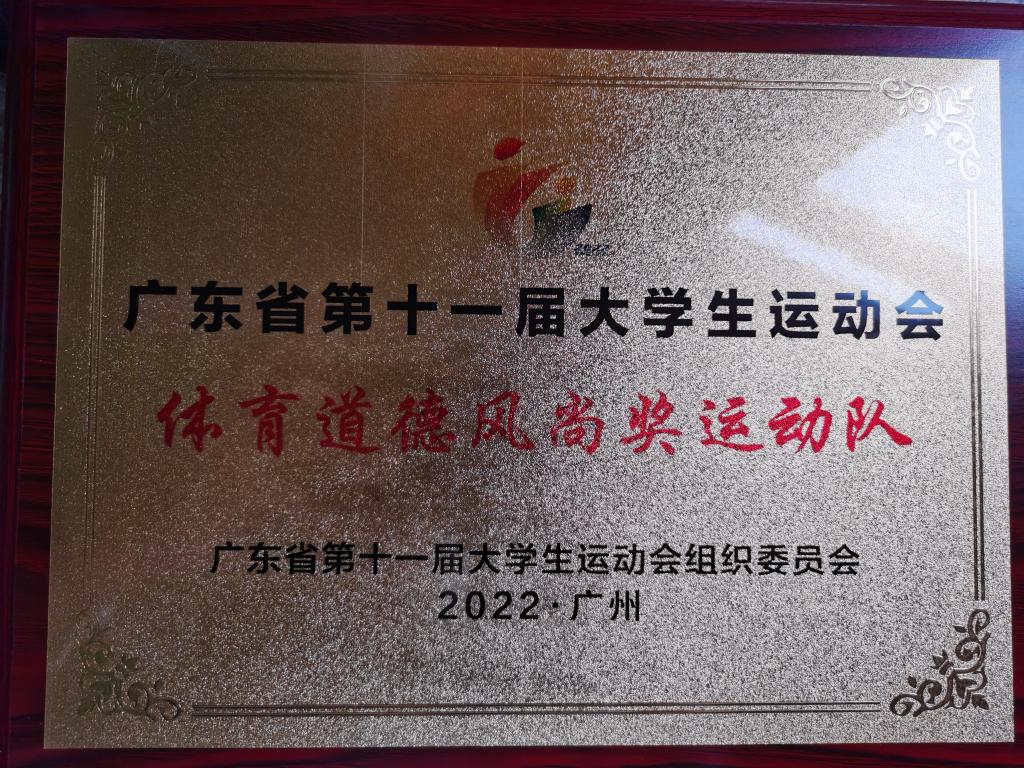 广东省第十一届大学生运动会
体育道德风尚奖运动队
广东省第十一届大学生运动会组织委员会
2022·广州